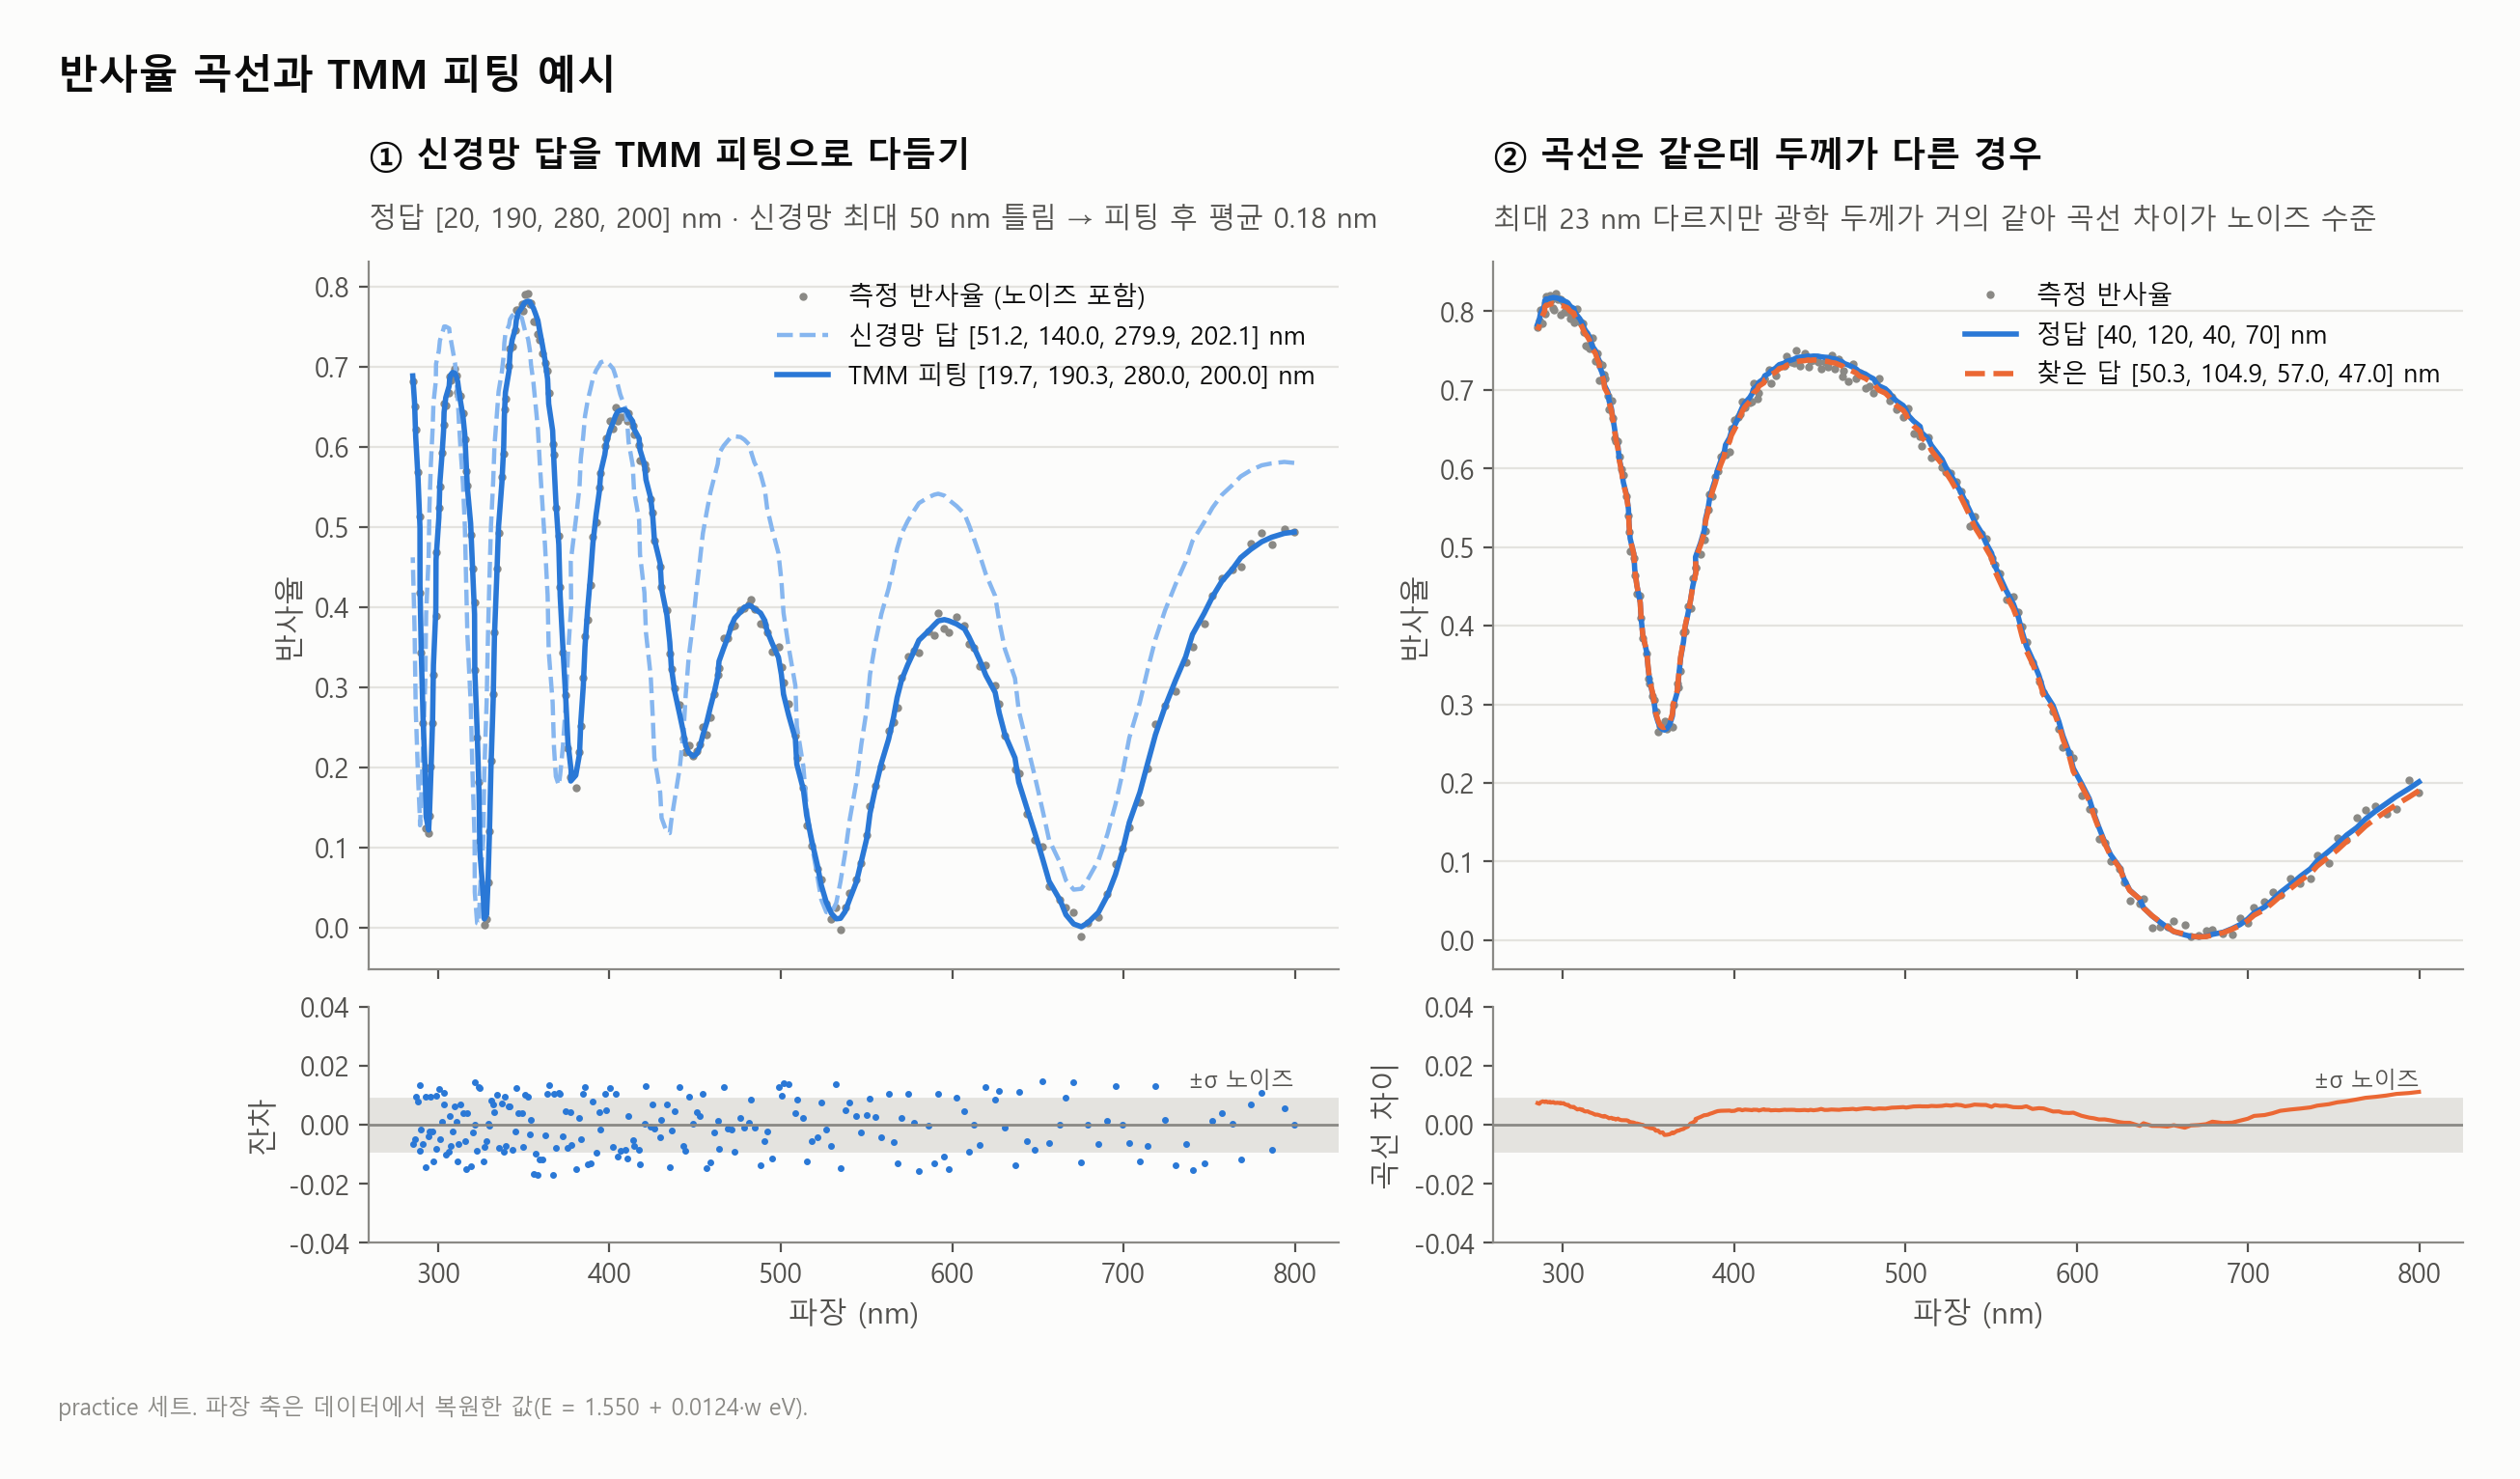 반사율 곡선과 TMM 피팅 예시
① 신경망 답을 TMM 피팅으로 다듬기
정답 [20, 190, 280, 200] nm · 신경망 최대 50 nm 틀림 → 피팅 후 평균 0.18 nm
측정 반사율 (노이즈 포함)
신경망 답 [51.2, 140.0, 279.9, 202.1] nm
TMM 피팅 [19.7, 190.3, 280.0, 200.0] nm
반사율
0.8
0.7
0.6
0.5
0.4
0.3
0.2
0.1
0.0
잔차
0.04
0.02
0.00
-0.02
-0.04
±σ 노이즈
300 400 500 600 700 800
파장 (nm)
② 곡선은 같은데 두께가 다른 경우
최대 23 nm 다르지만 광학 두께가 거의 같아 곡선 차이가 노이즈 수준
측정 반사율
정답 [40, 120, 40, 70] nm
찾은 답 [50.3, 104.9, 57.0, 47.0] nm
반사율
0.8
0.7
0.6
0.5
0.4
0.3
0.2
0.1
0.0
곡선 차이
0.04
0.02
0.00
-0.02
-0.04
±σ 노이즈
300 400 500 600 700 800
파장 (nm)
practice 세트. 파장 축은 데이터에서 복원한 값(E = 1.550 + 0.0124·w eV).